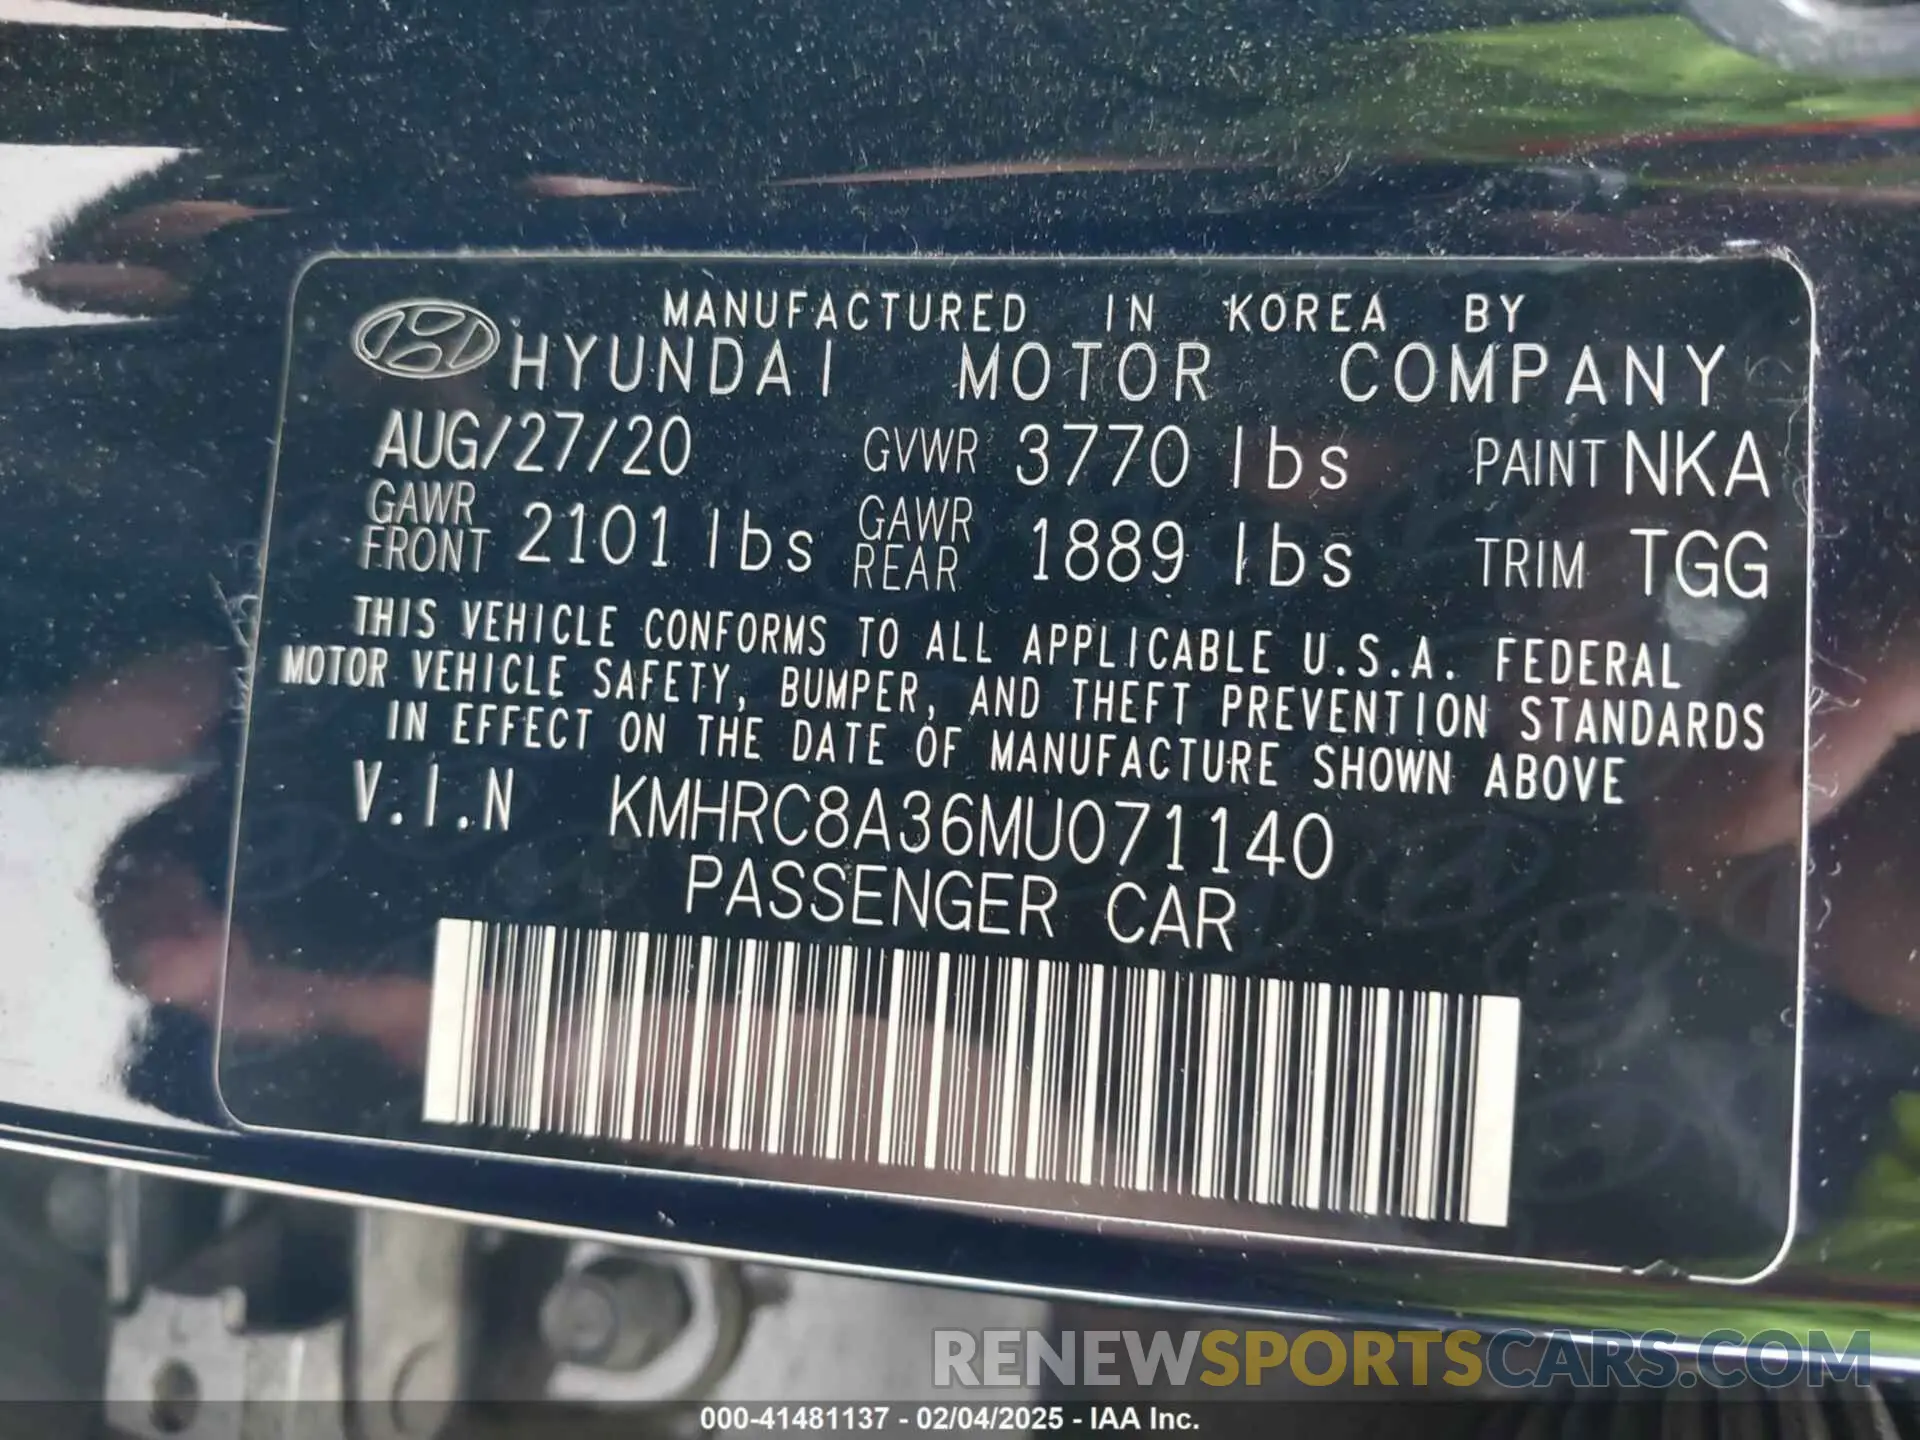 MANUFACTURED IN KOREA BY
HYUNDAI MOTOR COMPANY
AUG/27/20 GVWR 3770 lbs PAINT NKA
GAWR FRONT 2101 lbs GAWR REAR 1889 lbs TRIM TGG
THIS VEHICLE CONFORMS TO ALL APPLICABLE U.S.A. FEDERAL
MOTOR VEHICLE SAFETY, BUMPER, AND THEFT PREVENTION STANDARDS
IN EFFECT ON THE DATE OF MANUFACTURE SHOWN ABOVE
V.I.N KMHRC8A36MU071140
PASSENGER CAR
RENEWSPORTSCARS.COM
000-41481137 - 02/04/2025 - IAA Inc.